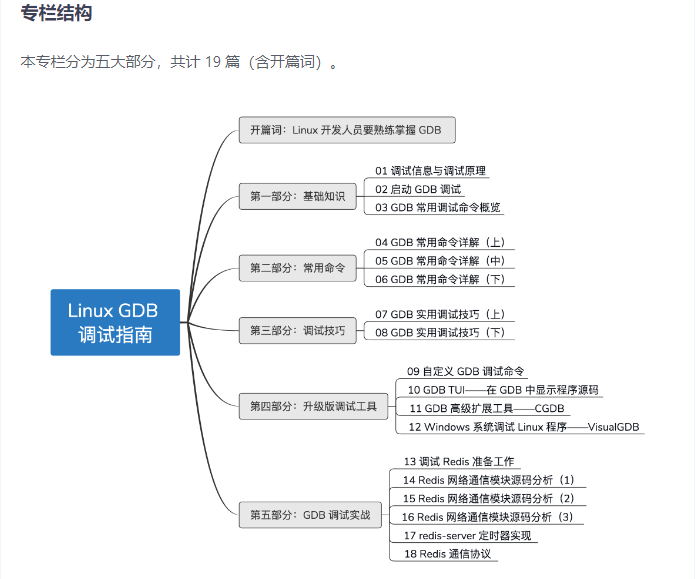 专栏结构
本专栏分为五大部分，共计 19 篇（含开篇词）。
Linux GDB
调试指南
开篇词：Linux 开发人员要熟练掌握 GDB
第一部分：基础知识
01 调试信息与调试原理
02 启动 GDB 调试
03 GDB 常用调试命令概览
第二部分：常用命令
04 GDB 常用命令详解（上）
05 GDB 常用命令详解（中）
06 GDB 常用命令详解（下）
第三部分：调试技巧
07 GDB 实用调试技巧（上）
08 GDB 实用调试技巧（下）
第四部分：升级版调试工具
09 自定义 GDB 调试命令
10 GDB TUI——在 GDB 中显示程序源码
11 GDB 高级扩展工具——CGDB
12 Windows 系统调试 Linux 程序——VisualGDB
第五部分：GDB 调试实战
13 调试 Redis 准备工作
14 Redis 网络通信模块源码分析（1）
15 Redis 网络通信模块源码分析（2）
16 Redis 网络通信模块源码分析（3）
17 redis-server 定时器实现
18 Redis 通信协议